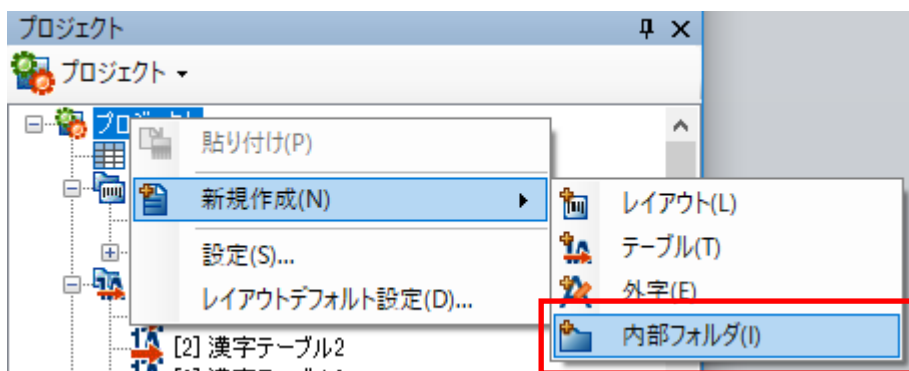 プロジェクト
プロジェクト
貼り付け(P)
新規作成(N)
設定(S)...
レイアウトデフォルト設定(D)...
レイアウト(L)
テーブル(T)
外字(F)
内部フォルダ(I)
[2] 漢字テーブル2